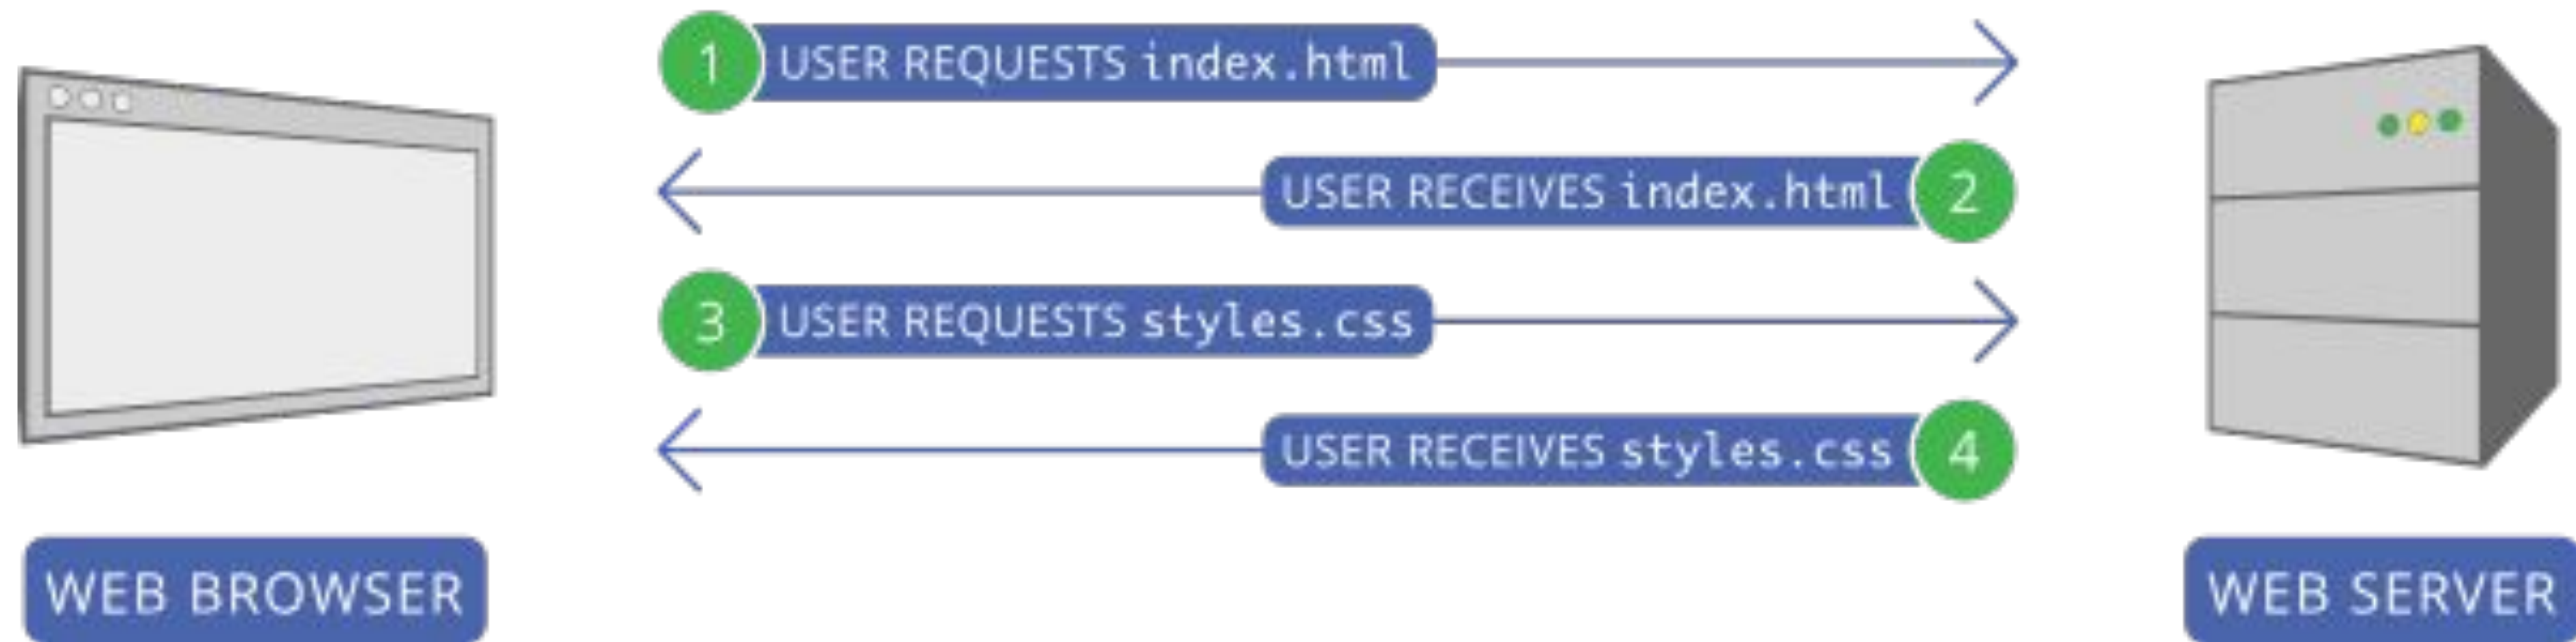 1 USER REQUESTS index.html
USER RECEIVES index.html 2
3 USER REQUESTS styles.css
USER RECEIVES styles.css 4
WEB BROWSER
WEB SERVER